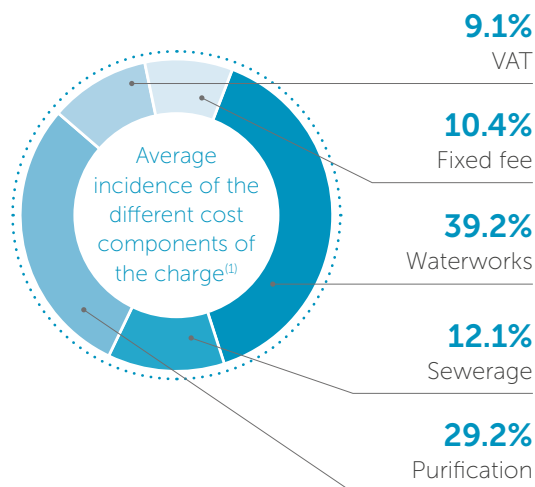 Average
incidence of the
different cost
components of
the charge(1)
9.1%
VAT
10.4%
Fixed fee
39.2%
Waterworks
12.1%
Sewerage
29.2%
Purification